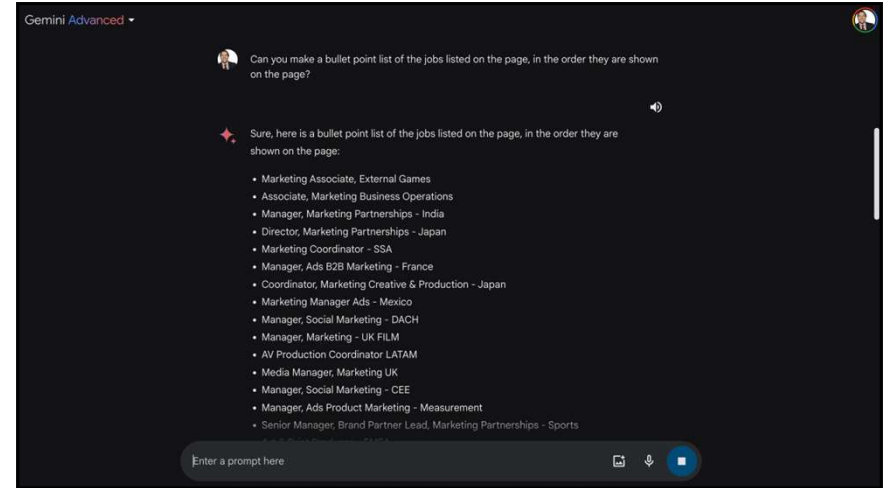 Gemini Advanced
Can you make a bullet point list of the jobs listed on the page, in the order they are shown
on the page?
Sure, here is a bullet point list of the jobs listed on the page, in the order they are
shown on the page:
• Marketing Associate, External Games
• Associate, Marketing Business Operations
• Manager, Marketing Partnerships - India
• Director, Marketing Partnerships - Japan
• Marketing Coordinator - SSA
• Manager, Ads B2B Marketing - France
• Coordinator, Marketing Creative & Production - Japan
• Marketing Manager Ads - Mexico
• Manager, Social Marketing - DACH
• Manager, Marketing - UK FILM
• AV Production Coordinator LATAM
• Media Manager, Marketing UK
• Manager, Social Marketing - CEE
• Manager, Ads Product Marketing - Measurement
• Senior Manager, Brand Partner Lead, Marketing Partnerships - Sports
Enter a prompt here